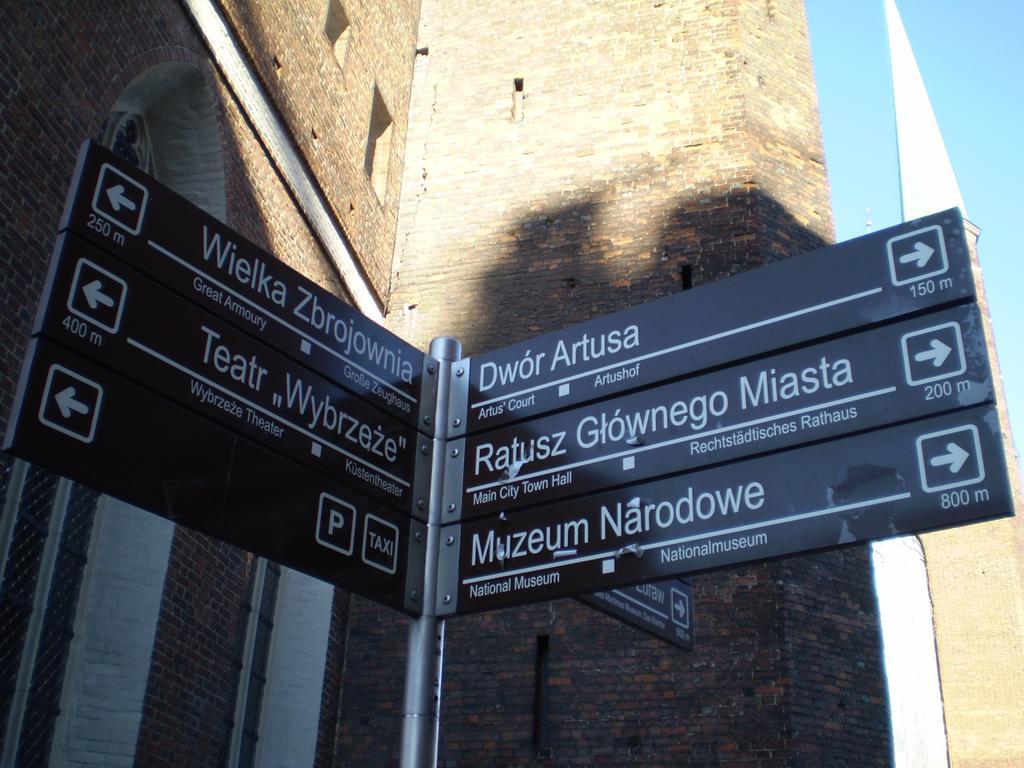 250 m
Wielka Zbrojownia
Great Armoury
Große Zeughaus
400 m
Teatr „Wybrzeże"
Wybrzeże Theater
Küstentheater
P
TAXI
Dwór Artusa
150 m
Artus' Court
Artushof
Ratusz Głównego Miasta
200 m
Main City Town Hall
Rechtstädtisches Rathaus
Muzeum Narodowe
800 m
National Museum
Nationalmuseum